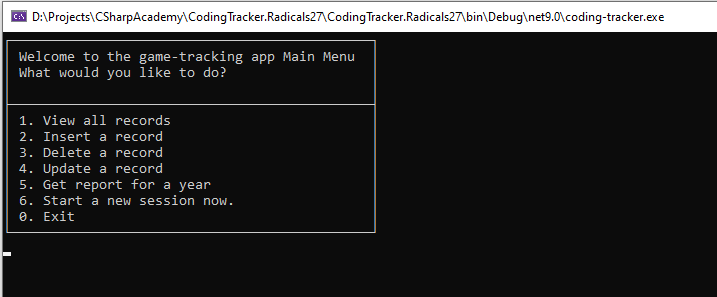 D:\Projects\CSharpAcademy\CodingTracker.Radicals27\CodingTracker.Radicals27\bin\Debug\net9.0\coding-tracker.exe
Welcome to the game-tracking app Main Menu
What would you like to do?
1. View all records
2. Insert a record
3. Delete a record
4. Update a record
5. Get report for a year
6. Start a new session now.
0. Exit